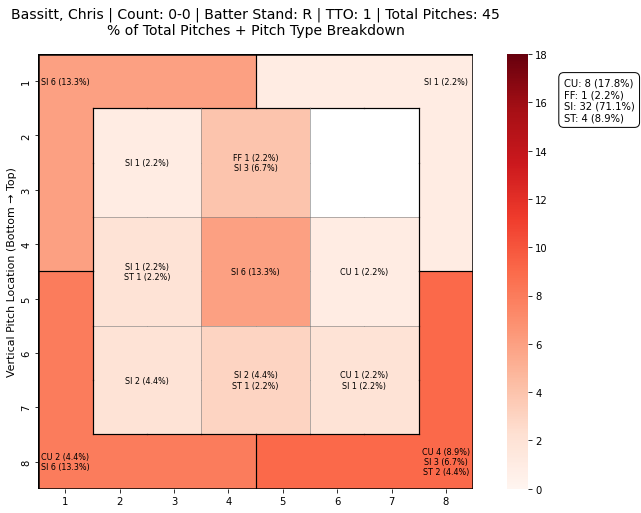 Bassitt, Chris | Count: 0-0 | Batter Stand: R | TTO: 1 | Total Pitches: 45
% of Total Pitches + Pitch Type Breakdown
Vertical Pitch Location (Bottom → Top)
1
2
3
4
5
6
7
8
SI 6 (13.3%)
SI 1 (2.2%)
SI 1 (2.2%)
FF 1 (2.2%)
SI 3 (6.7%)
SI 1 (2.2%)
ST 1 (2.2%)
SI 6 (13.3%)
CU 1 (2.2%)
SI 2 (4.4%)
SI 2 (4.4%)
ST 1 (2.2%)
CU 1 (2.2%)
SI 1 (2.2%)
CU 2 (4.4%)
SI 6 (13.3%)
CU 4 (8.9%)
SI 3 (6.7%)
ST 2 (4.4%)
1
2
3
4
5
6
7
8
18
16
14
12
10
8
6
4
2
0
CU: 8 (17.8%)
FF: 1 (2.2%)
SI: 32 (71.1%)
ST: 4 (8.9%)